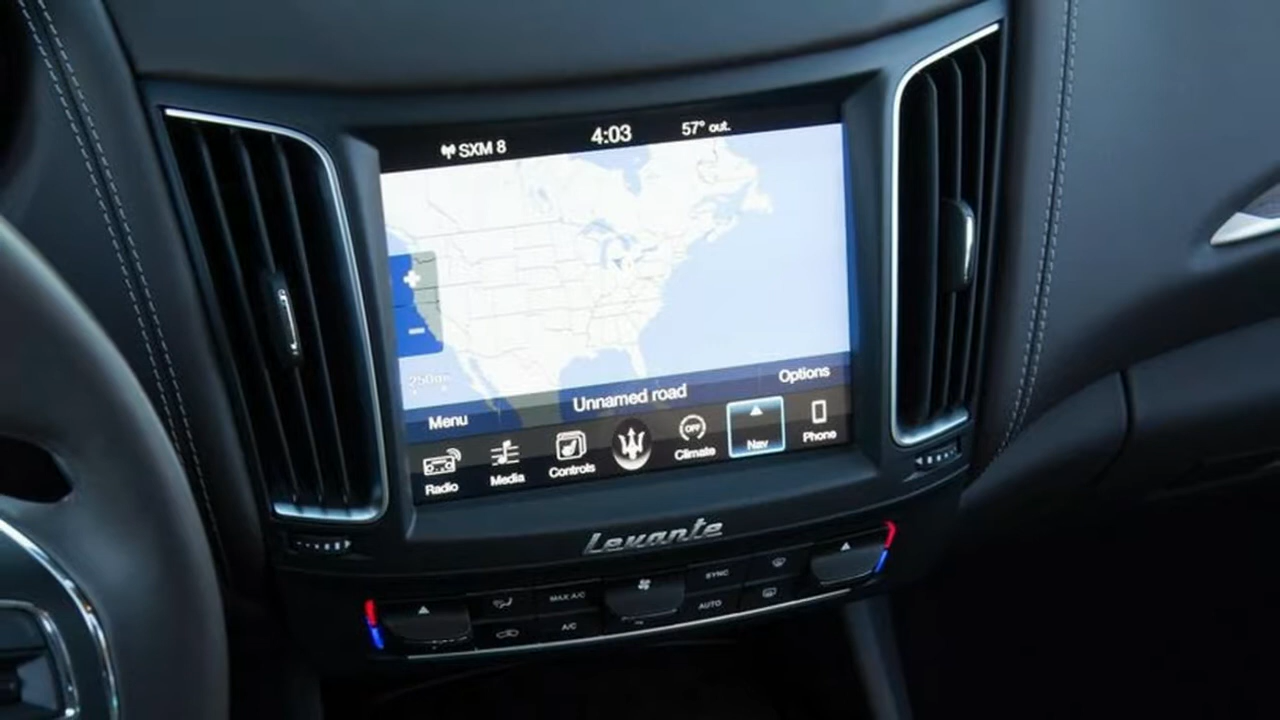 SXM 8 4:03 57° out.
+
−
Menu Unnamed road Options
Radio Media Controls OFF Climate Nav Phone
Levante
MAX A/C SYNC
A/C AUTO